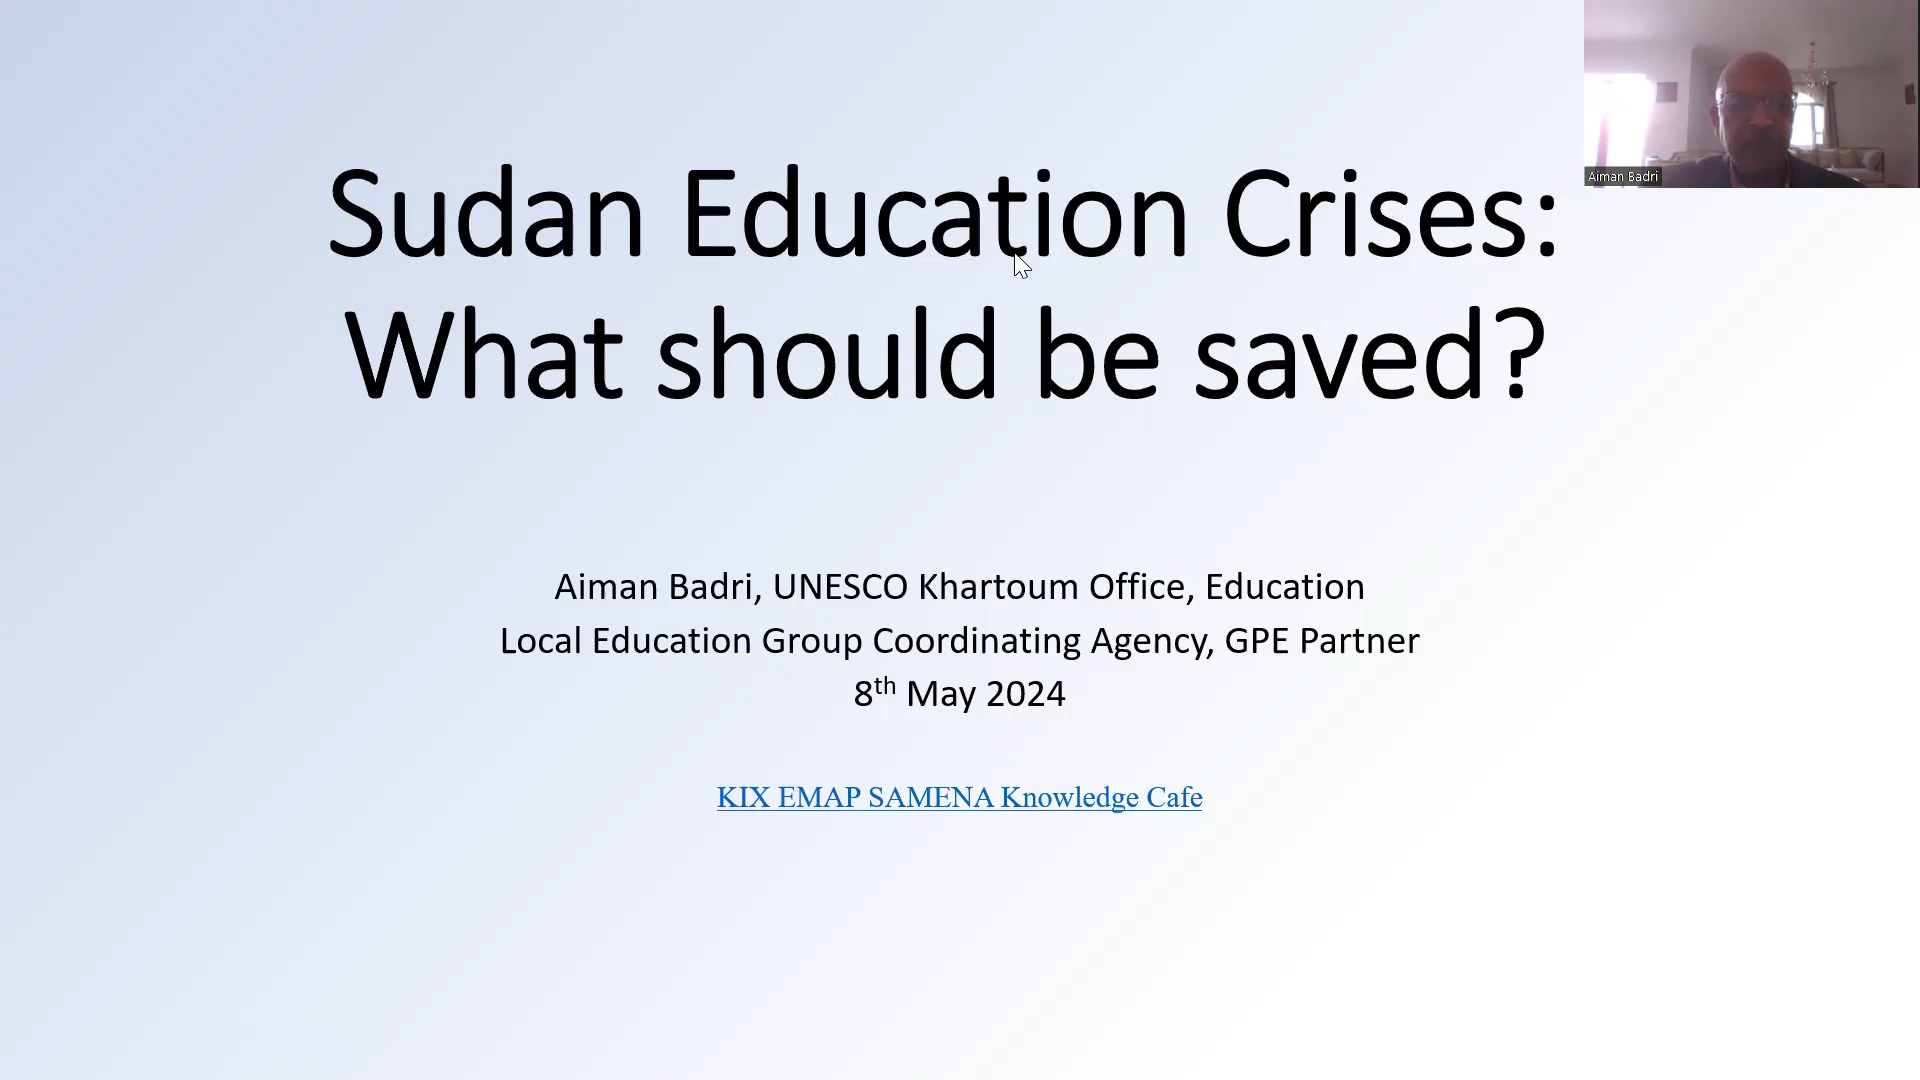 Sudan Education Crises:
What should be saved?
Aiman Badri, UNESCO Khartoum Office, Education
Local Education Group Coordinating Agency, GPE Partner
8th May 2024
KIX EMAP SAMENA Knowledge Cafe
Aiman Badri